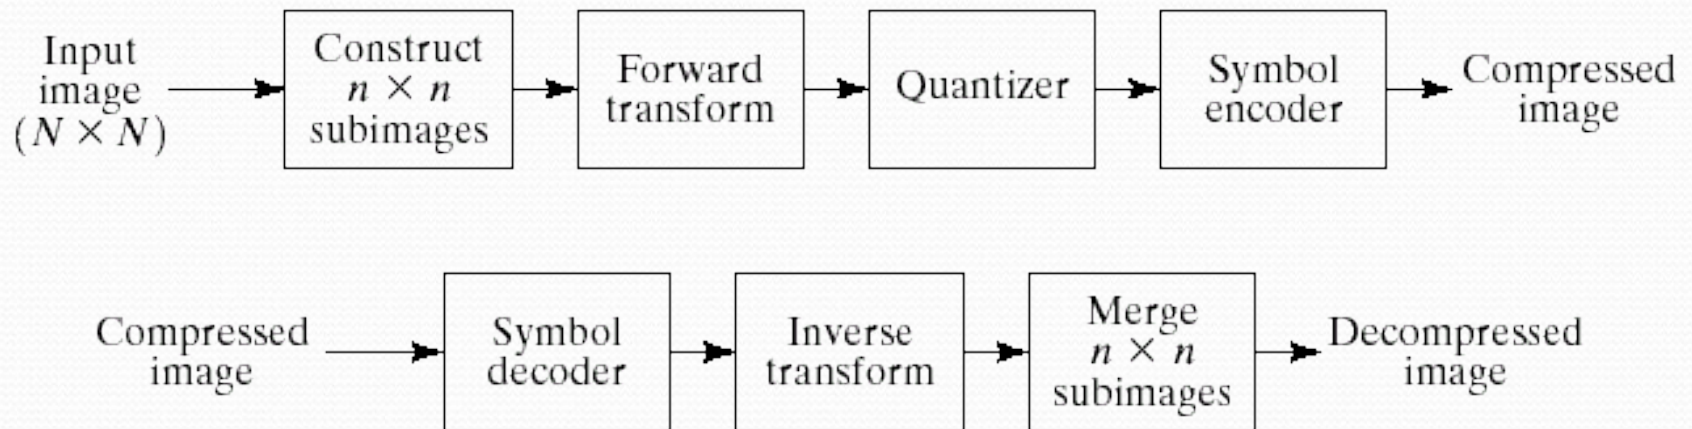 Input
image
(N × N)
Construct
n × n
subimages
Forward
transform
Quantizer
Symbol
encoder
Compressed
image
Compressed
image
Symbol
decoder
Inverse
transform
Merge
n × n
subimages
Decompressed
image